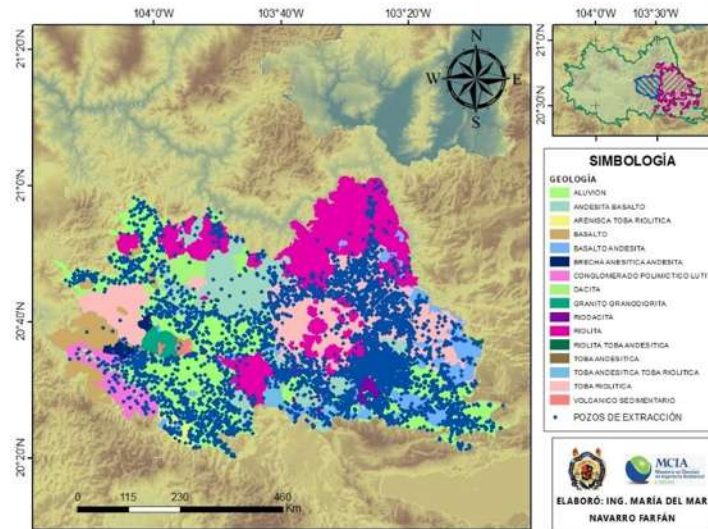 104°0'W 103°40'W 103°20'W
21°20'N
21°0'N
20°40'N
20°20'N
N
W E
S
0 115 230 460
Km
104°0'W 103°30'W
21°0'N
20°30'N
SIMBOLOGÍA
GEOLOGÍA
ALUVION
ANDESITA BASALTO
ARENISCA TOBA RIOLITICA
BASALTO
BASALTO ANDESITA
BRECHA ANESITICA ANDESITA
CONGLOMERADO POLIMICTICO LUTI
DACITA
GRANITO GRANODIORITA
RIODACITA
RIOLITA
RIOLITA TOBA ANDESITICA
TOBA ANDESITICA
TOBA ANDESITICA TOBA RIOLITICA
TOBA RIOLITICA
VOLCANICO SEDIMENTARIO
POZOS DE EXTRACCIÓN
MCIA
ELABORÓ: ING. MARÍA DEL MAR
NAVARRO FARFÁN